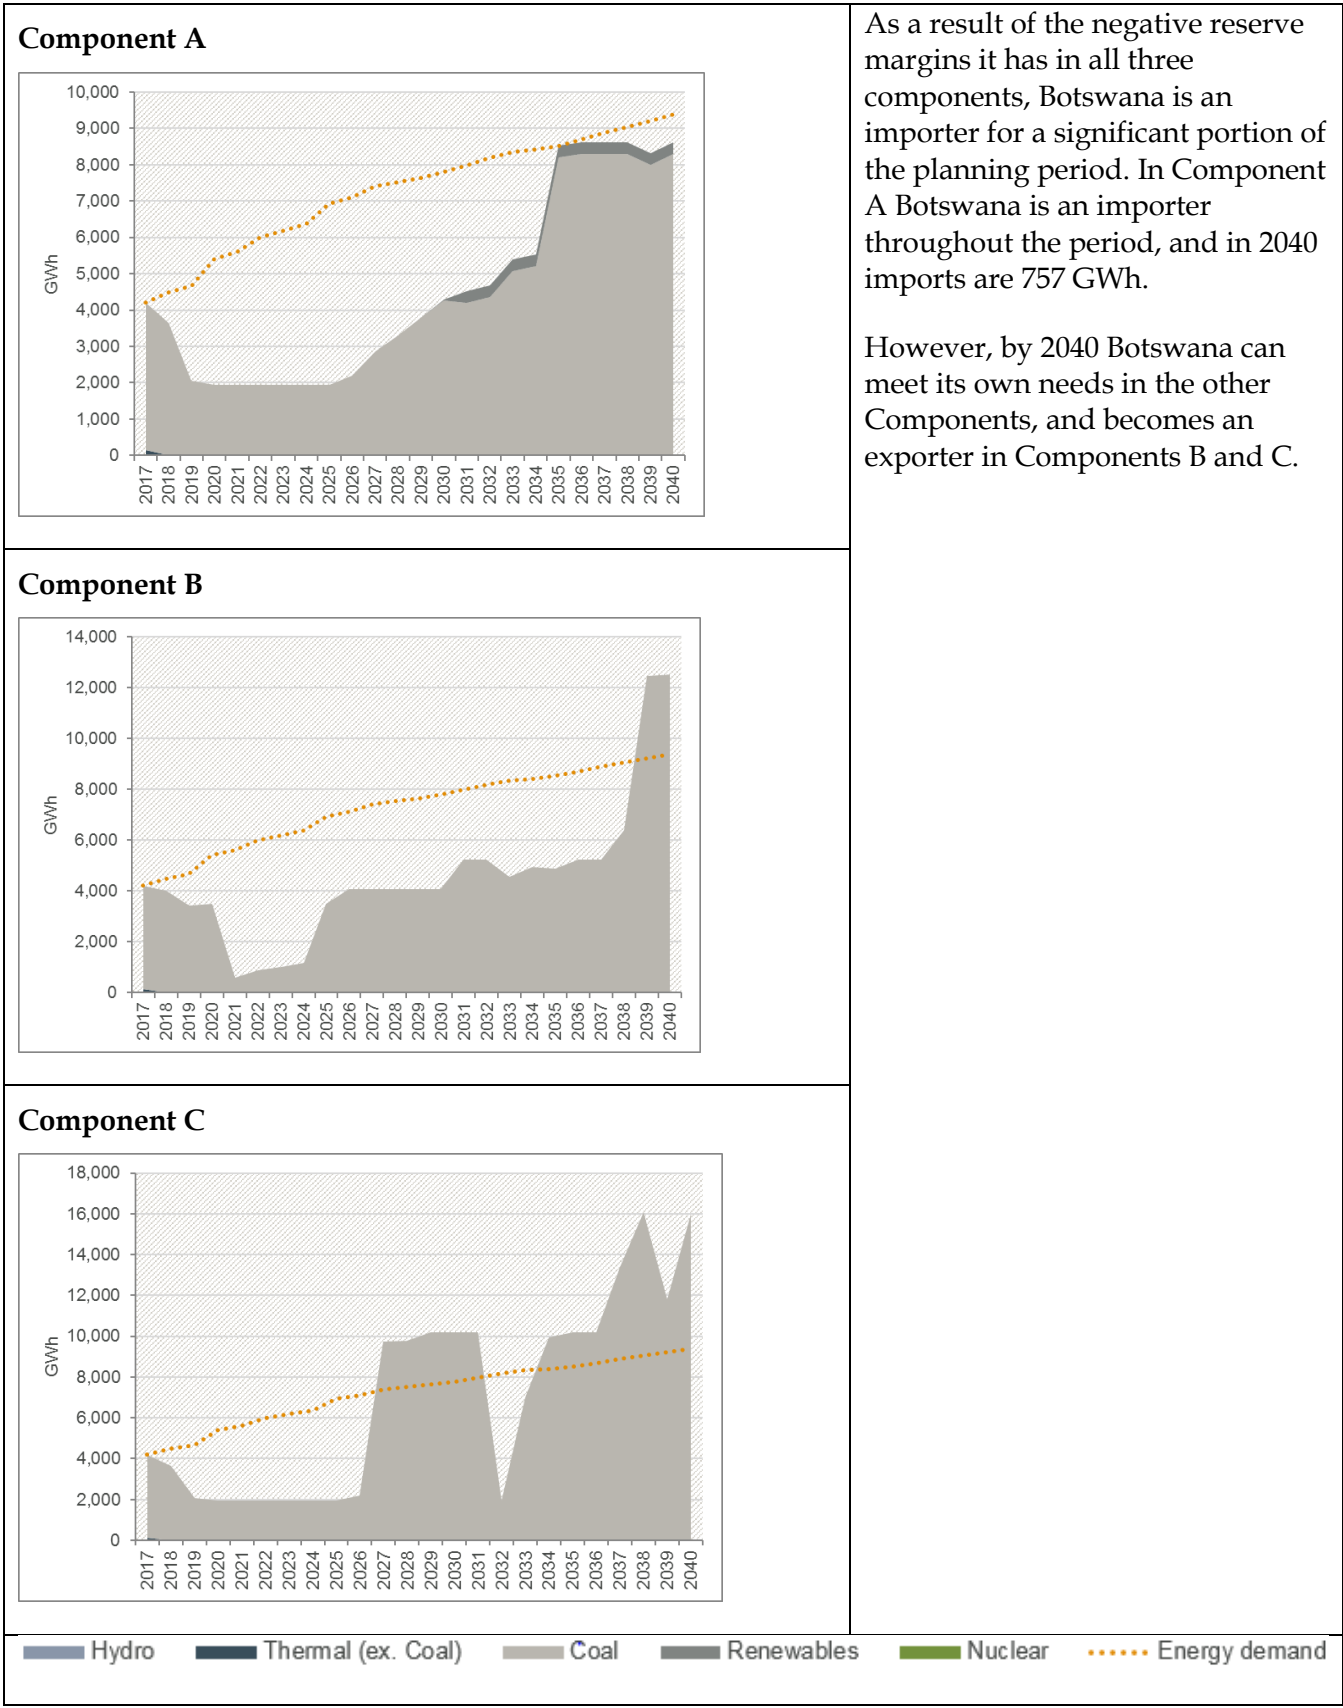 Component A
10,000
9,000
8,000
7,000
6,000
5,000
4,000
3,000
2,000
1,000
0
GWh
2017 2018 2019 2020 2021 2022 2023 2024 2025 2026 2027 2028 2029 2030 2031 2032 2033 2034 2035 2036 2037 2038 2039 2040
As a result of the negative reserve
margins it has in all three
components, Botswana is an
importer for a significant portion of
the planning period. In Component
A Botswana is an importer
throughout the period, and in 2040
imports are 757 GWh.
However, by 2040 Botswana can
meet its own needs in the other
Components, and becomes an
exporter in Components B and C.
Component B
14,000
12,000
10,000
8,000
6,000
4,000
2,000
0
GWh
2017 2018 2019 2020 2021 2022 2023 2024 2025 2026 2027 2028 2029 2030 2031 2032 2033 2034 2035 2036 2037 2038 2039 2040
Component C
18,000
16,000
14,000
12,000
10,000
8,000
6,000
4,000
2,000
0
GWh
2017 2018 2019 2020 2021 2022 2023 2024 2025 2026 2027 2028 2029 2030 2031 2032 2033 2034 2035 2036 2037 2038 2039 2040
Hydro Thermal (ex. Coal) Coal Renewables Nuclear Energy demand